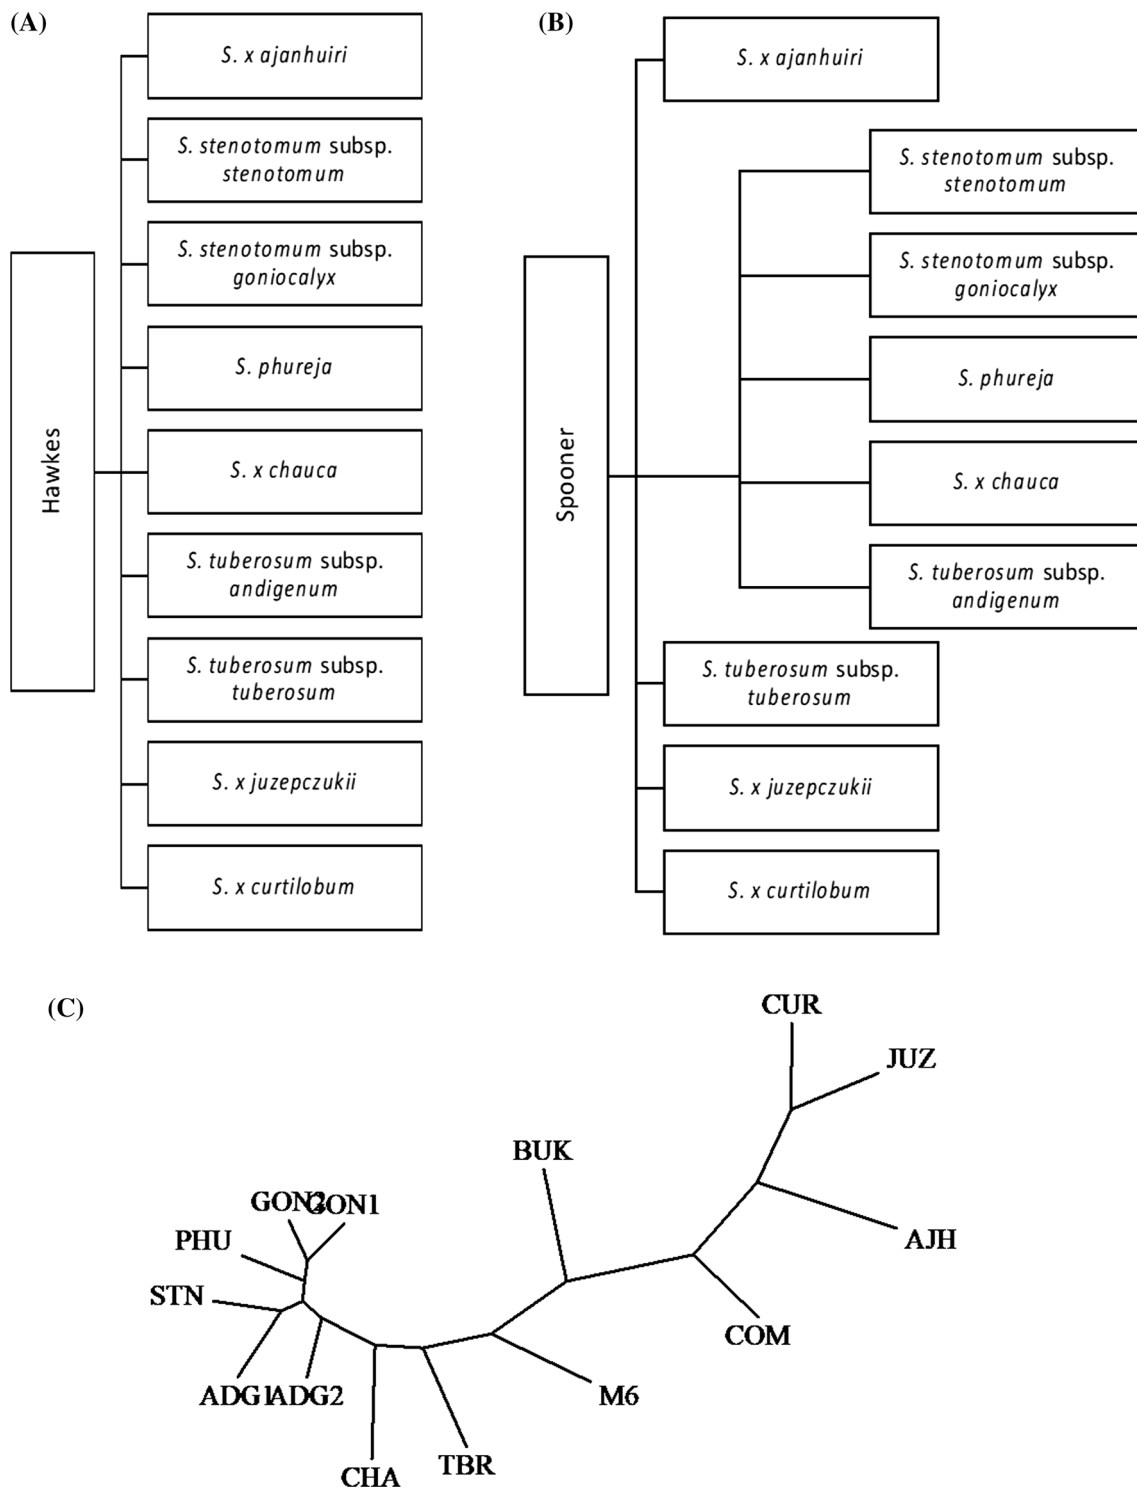 (A)
Hawkes
S. x ajanhuiri
S. stenotomum subsp.
stenotomum
S. stenotomum subsp.
goniocalyx
S. phureja
S. x chauca
S. tuberosum subsp.
andigenum
S. tuberosum subsp.
tuberosum
S. x juzepczukii
S. x curtilobum
(B)
Spooner
S. x ajanhuiri
S. stenotomum subsp.
stenotomum
S. stenotomum subsp.
goniocalyx
S. phureja
S. x chauca
S. tuberosum subsp.
andigenum
S. tuberosum subsp.
tuberosum
S. x juzepczukii
S. x curtilobum
(C)
CUR
JUZ
BUK
GON2
GON1
PHU
AJH
STN
COM
ADG1
ADG2
M6
TBR
CHA